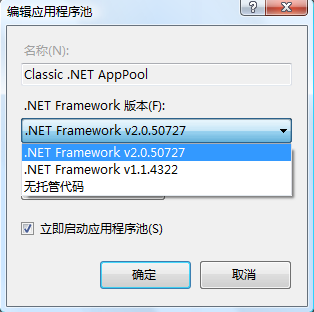 编辑应用程序池
名称(N):
Classic .NET AppPool
.NET Framework 版本(F):
.NET Framework v2.0.50727
.NET Framework v2.0.50727
.NET Framework v1.1.4322
无托管代码
立即启动应用程序池(S)
确定
取消